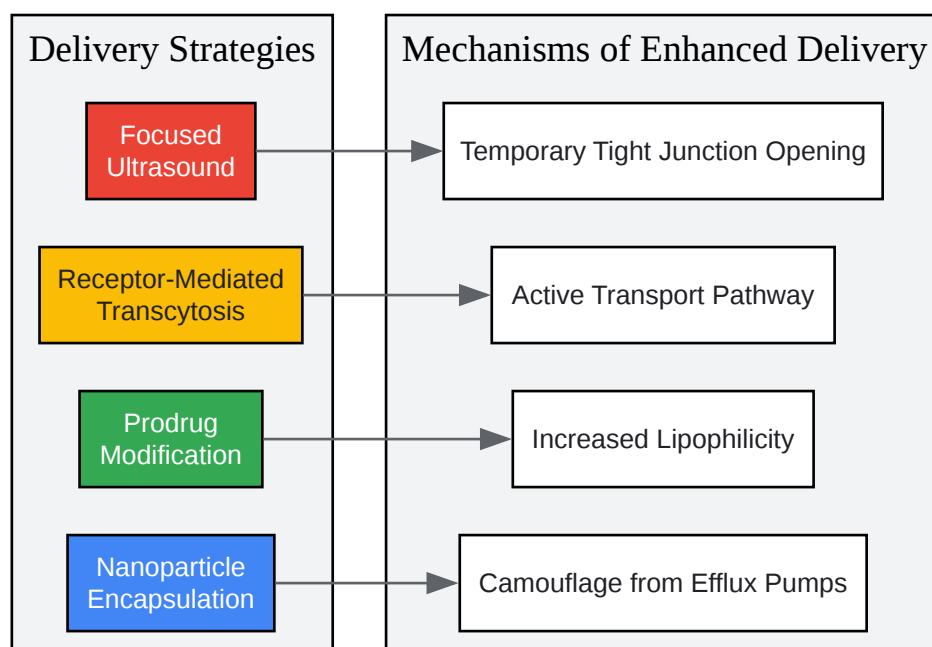 Delivery Strategies
Mechanisms of Enhanced Delivery
Focused
Ultrasound
Temporary Tight Junction Opening
Receptor-Mediated
Transcytosis
Active Transport Pathway
Prodrug
Modification
Increased Lipophilicity
Nanoparticle
Encapsulation
Camouflage from Efflux Pumps